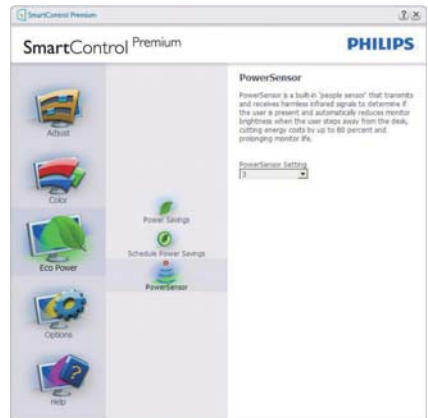 SmartControl Premium
SmartControl Premium
PHILIPS
Adjust
Color
Eco Power
Options
Help
Power Savings
Schedule Power Savings
PowerSensor
PowerSensor
PowerSensor is a built-in 'people sensor' that transmits
and receives harmless infrared signals to determine if
the user is present and automatically reduces monitor
brightness when the user steps away from the desk,
cutting energy costs by up to 80 percent and
prolonging monitor life.
PowerSensor Setting
3